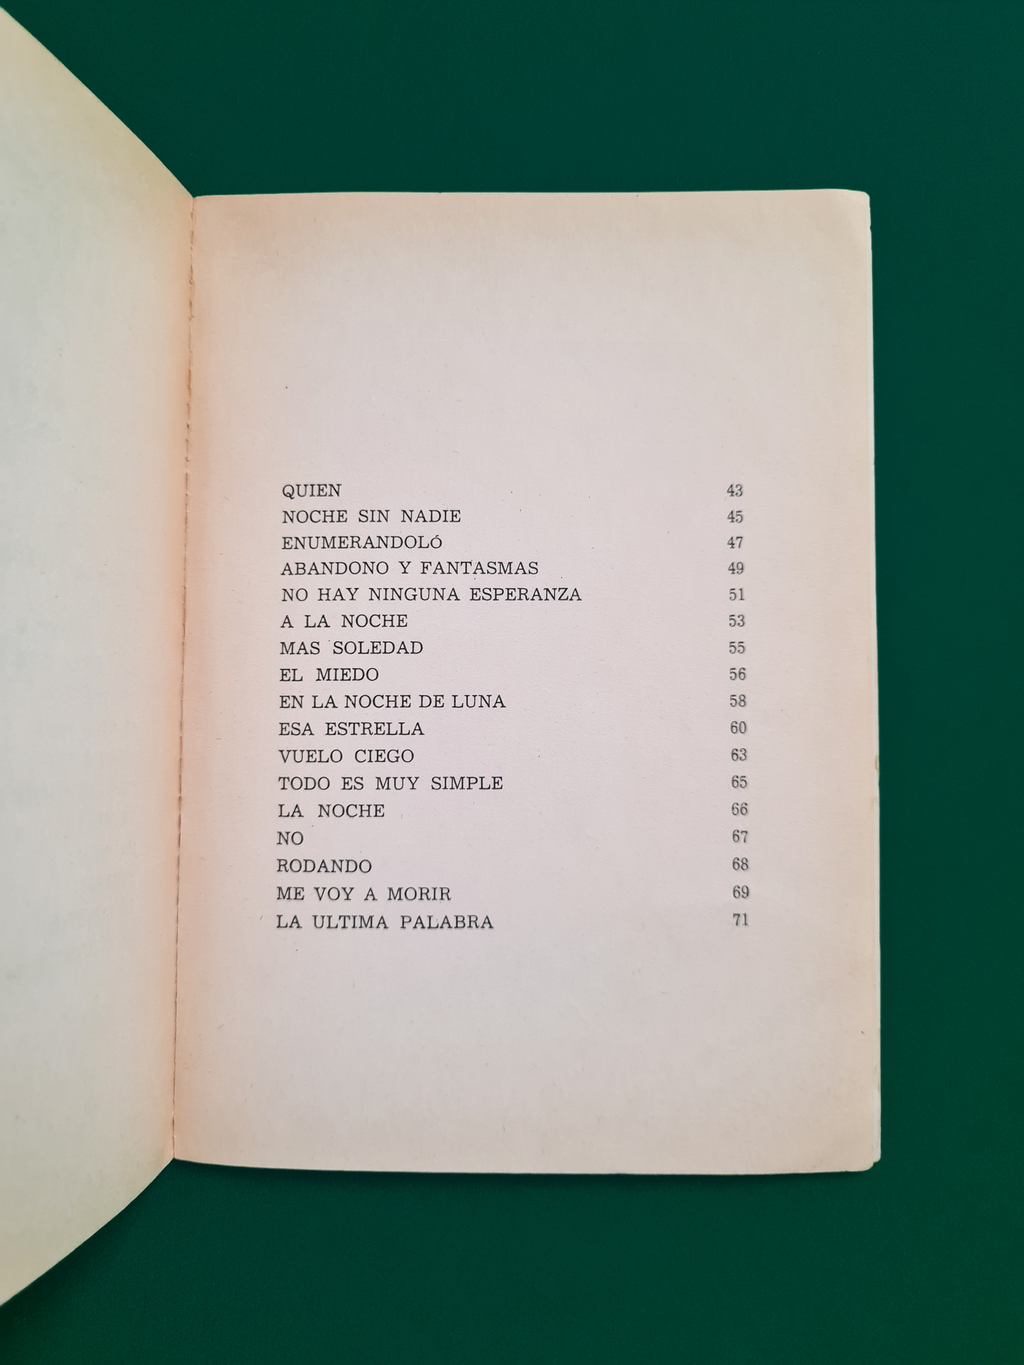 QUIEN 43
NOCHE SIN NADIE 45
ENUMERANDOLÓ 47
ABANDONO Y FANTASMAS 49
NO HAY NINGUNA ESPERANZA 51
A LA NOCHE 53
MAS SOLEDAD 55
EL MIEDO 56
EN LA NOCHE DE LUNA 58
ESA ESTRELLA 60
VUELO CIEGO 63
TODO ES MUY SIMPLE 65
LA NOCHE 66
NO 67
RODANDO 68
ME VOY A MORIR 69
LA ULTIMA PALABRA 71